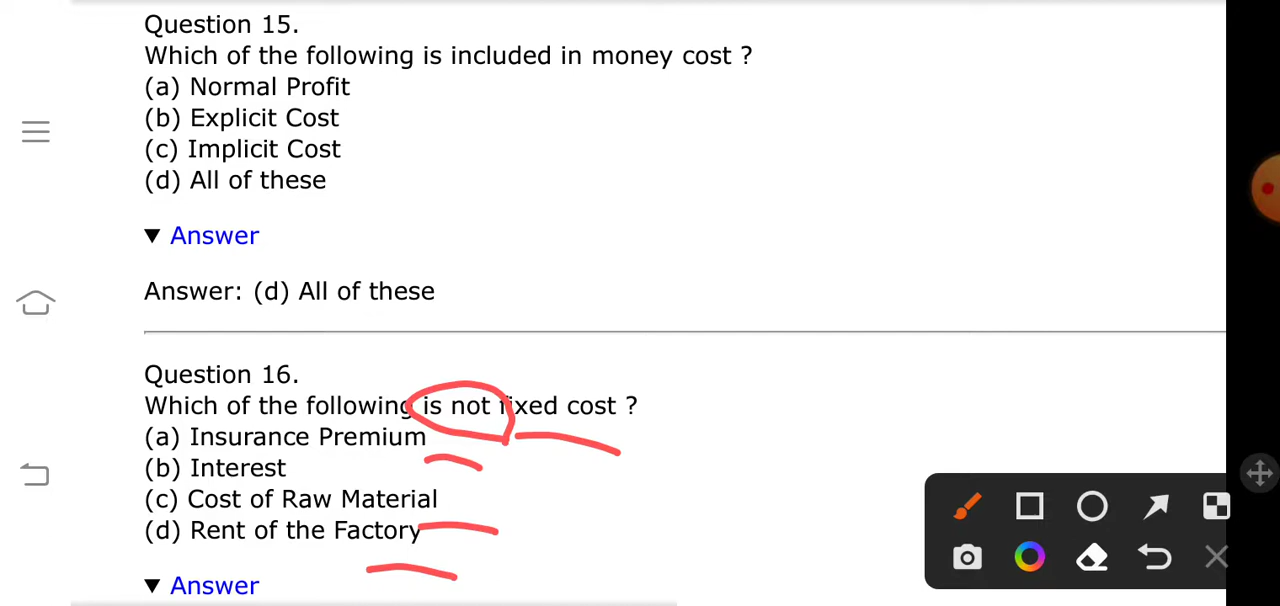 Question 15.
Which of the following is included in money cost ?
(a) Normal Profit
(b) Explicit Cost
(c) Implicit Cost
(d) All of these
▼ Answer
Answer: (d) All of these
Question 16.
Which of the following is not fixed cost ?
(a) Insurance Premium
(b) Interest
(c) Cost of Raw Material
(d) Rent of the Factory
▼ Answer